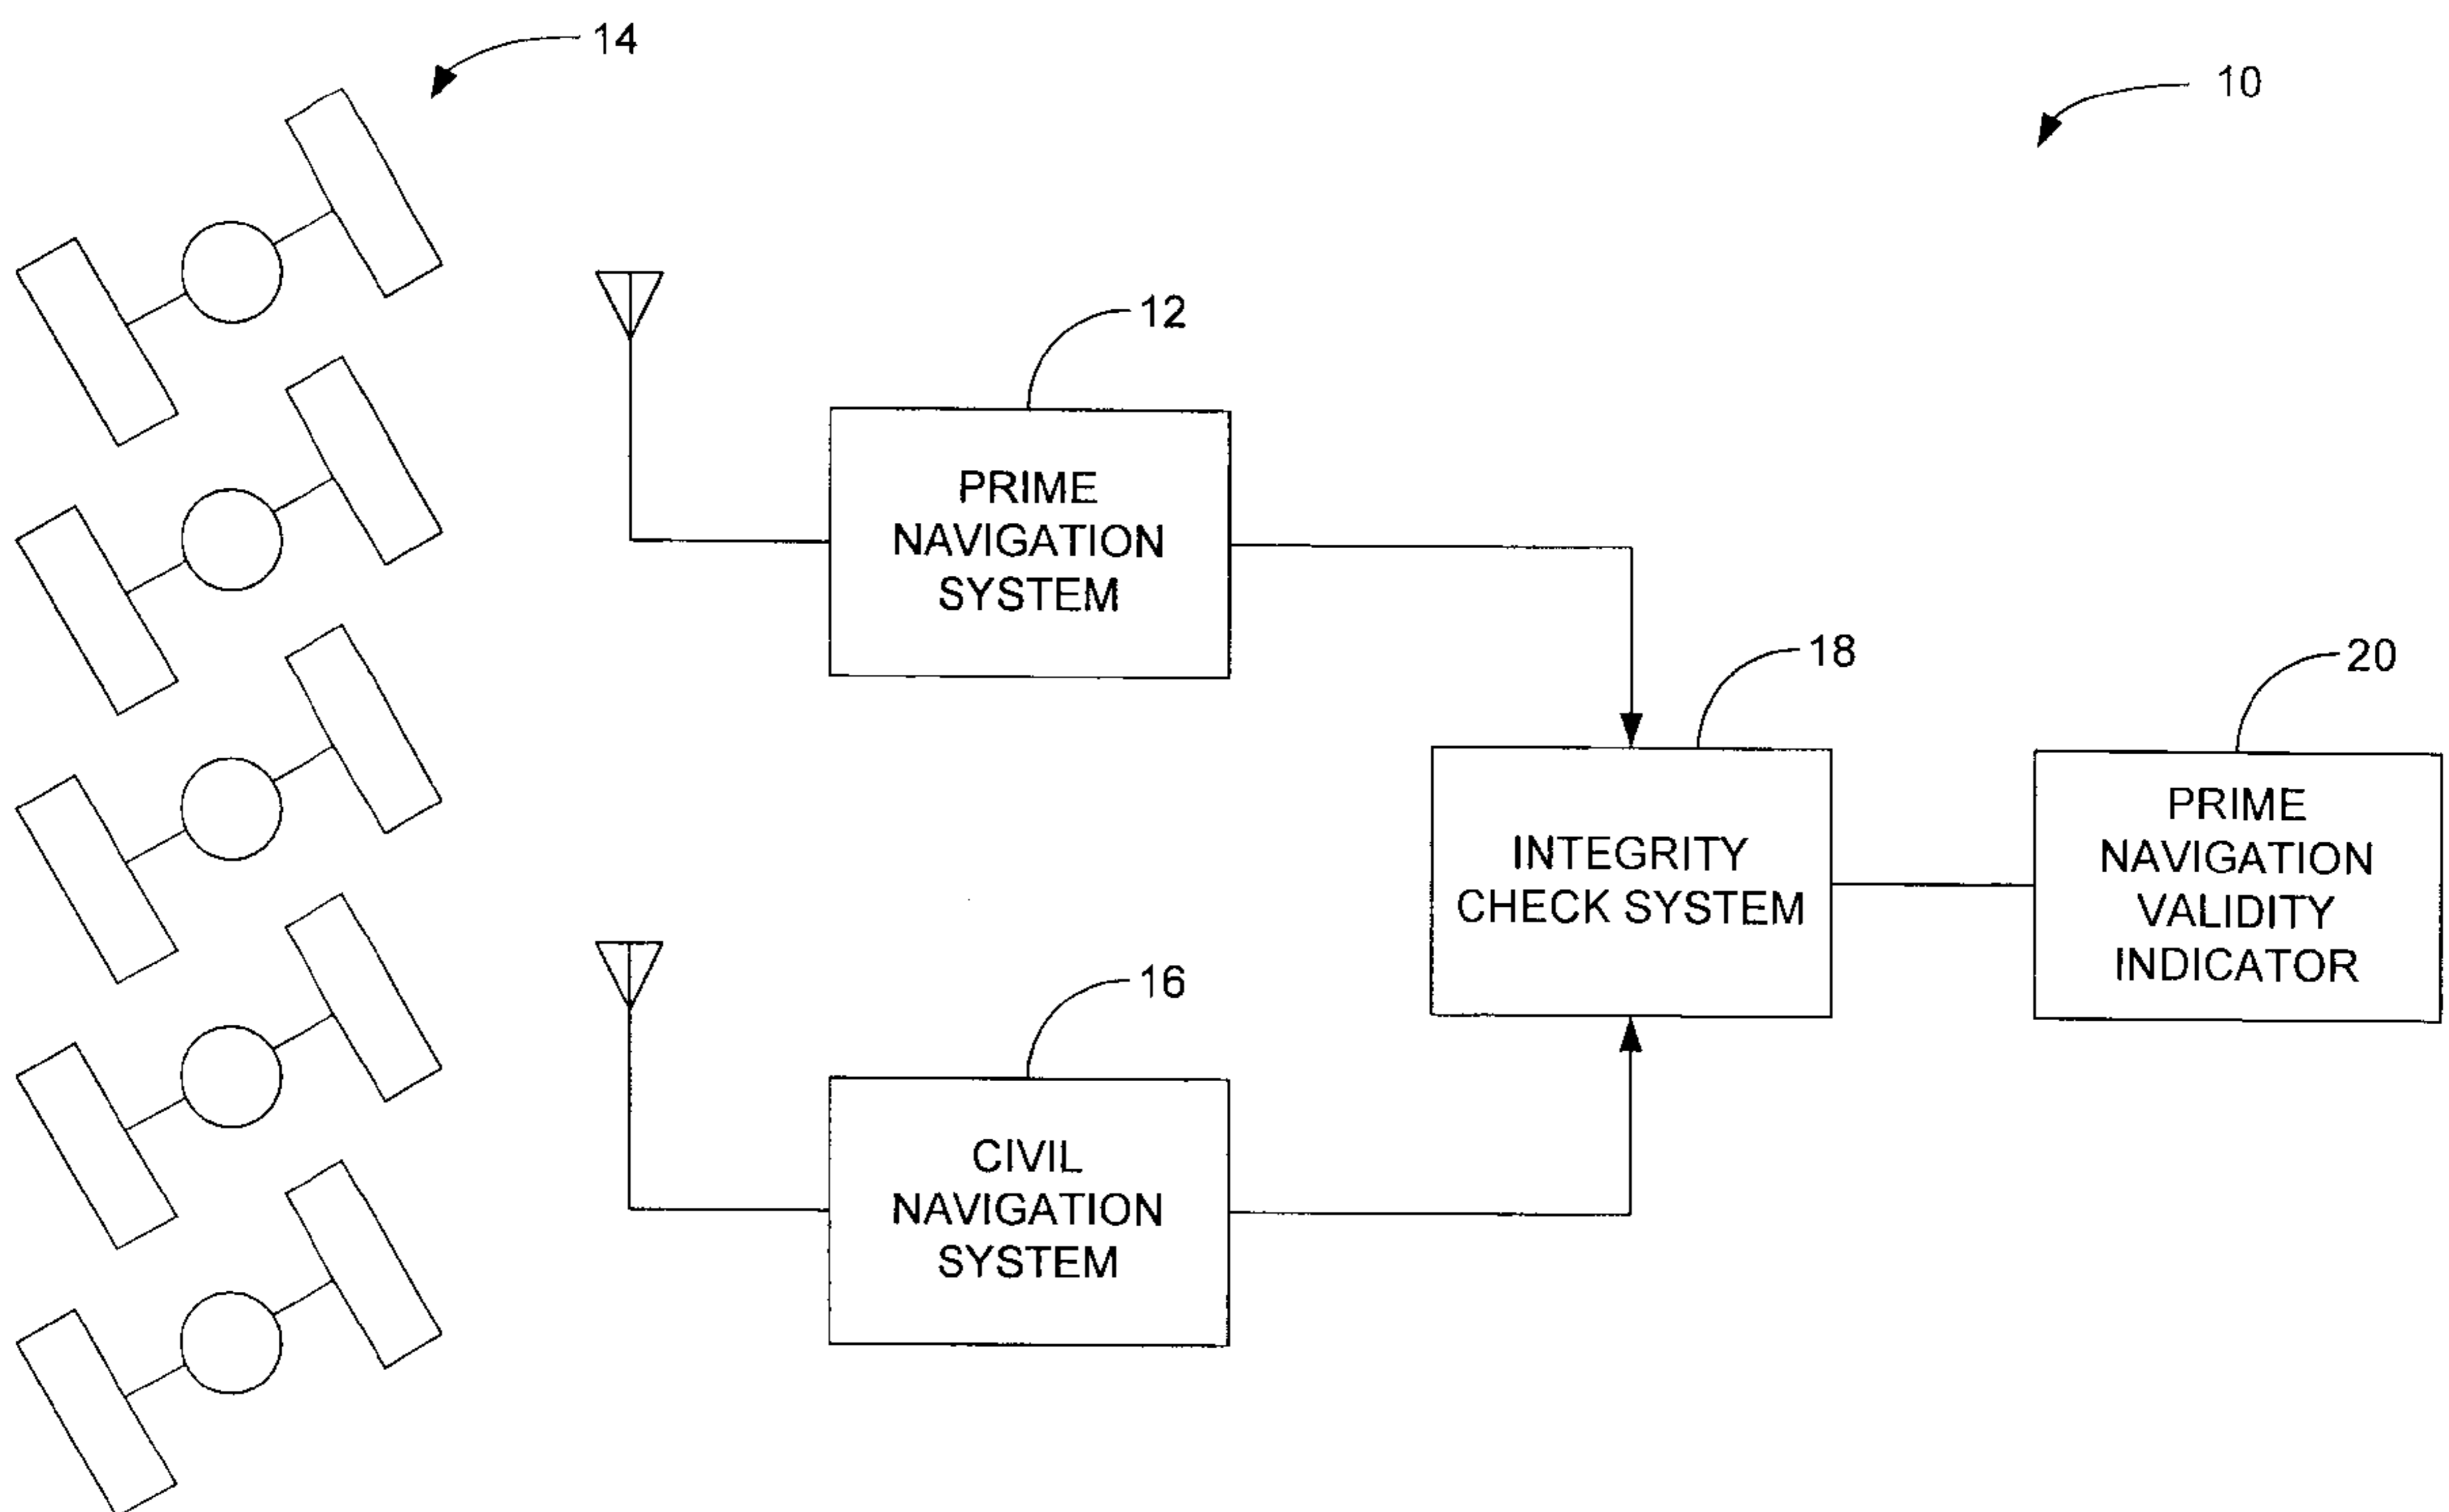 14
10
12
PRIME
NAVIGATION
SYSTEM
18
INTEGRITY
CHECK SYSTEM
20
PRIME
NAVIGATION
VALIDITY
INDICATOR
16
CIVIL
NAVIGATION
SYSTEM